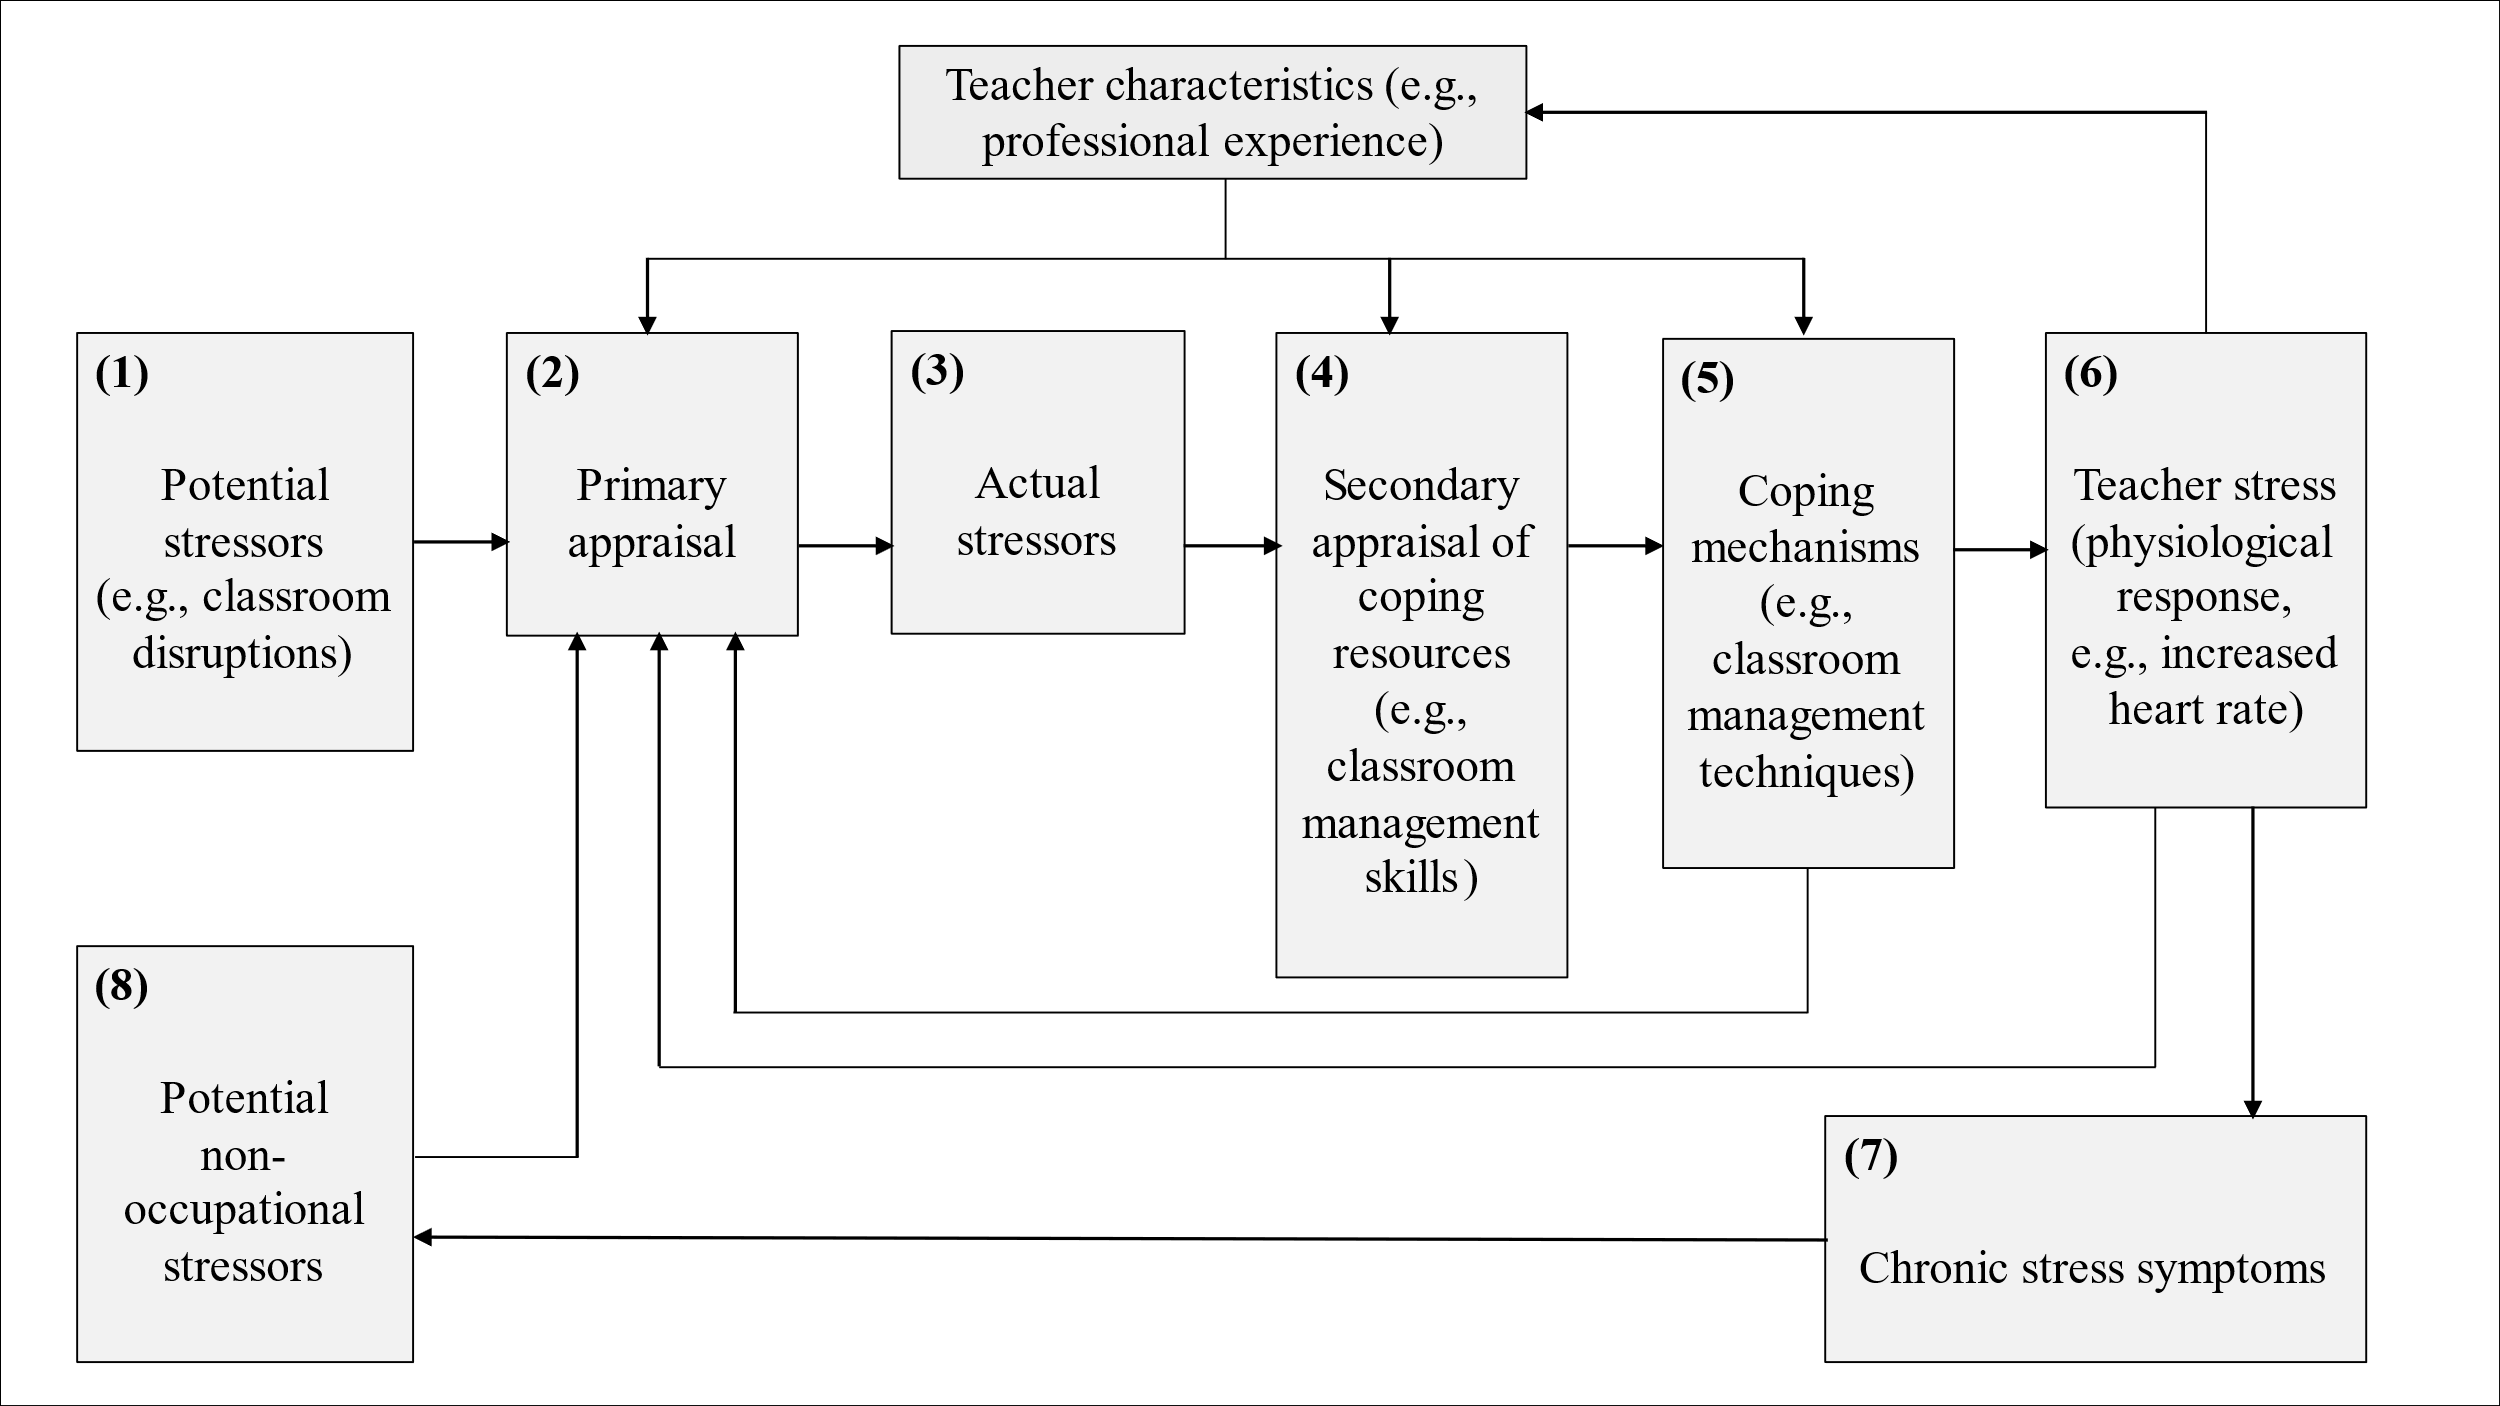 Teacher characteristics (e.g.,
professional experience)
(1)
Potential
stressors
(e.g., classroom
disruptions)
(2)
Primary
appraisal
(3)
Actual
stressors
(4)
Secondary
appraisal of
coping
resources
(e.g.,
classroom
management
skills)
(5)
Coping
mechanisms
(e.g.,
classroom
management
techniques)
(6)
Teacher stress
(physiological
response,
e.g., increased
heart rate)
(8)
Potential
non-
occupational
stressors
(7)
Chronic stress symptoms